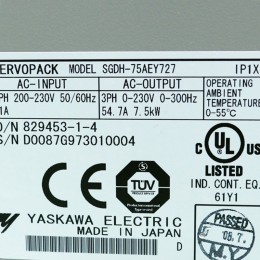 ERVOPACK MODEL SGDH-75AEY727 IP1X
AC-INPUT AC-OUTPUT OPERATING
AMBIENT
TEMPERATURE
0-55℃
PH 200-230V 50/60Hz 3PH 0-230V 0-300Hz
1A 54.7A 7.5kW
O/N 829453-1-4
S/N D0087G973010004
C UL US
LISTED
IND. CONT. EQ.
61Y1
TÜV
YASKAWA ELECTRIC
MADE IN JAPAN D
PASSED